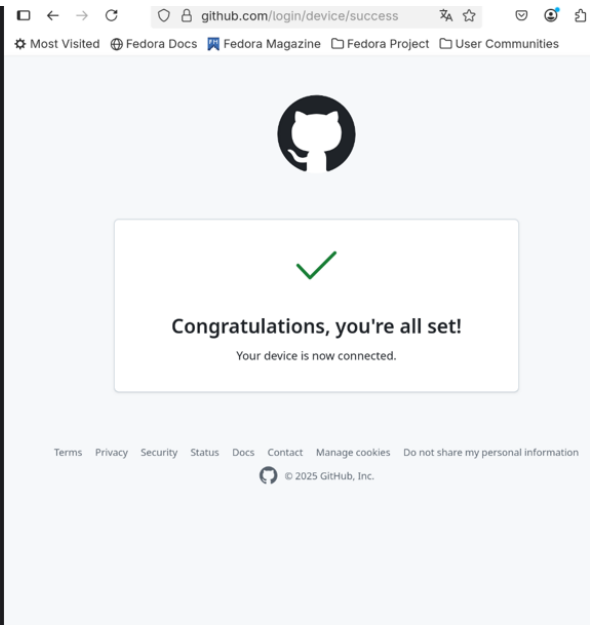 github.com/login/device/success
Most Visited Fedora Docs FM Fedora Magazine Fedora Project User Communities
Congratulations, you're all set!
Your device is now connected.
Terms Privacy Security Status Docs Contact Manage cookies Do not share my personal information
© 2025 GitHub, Inc.